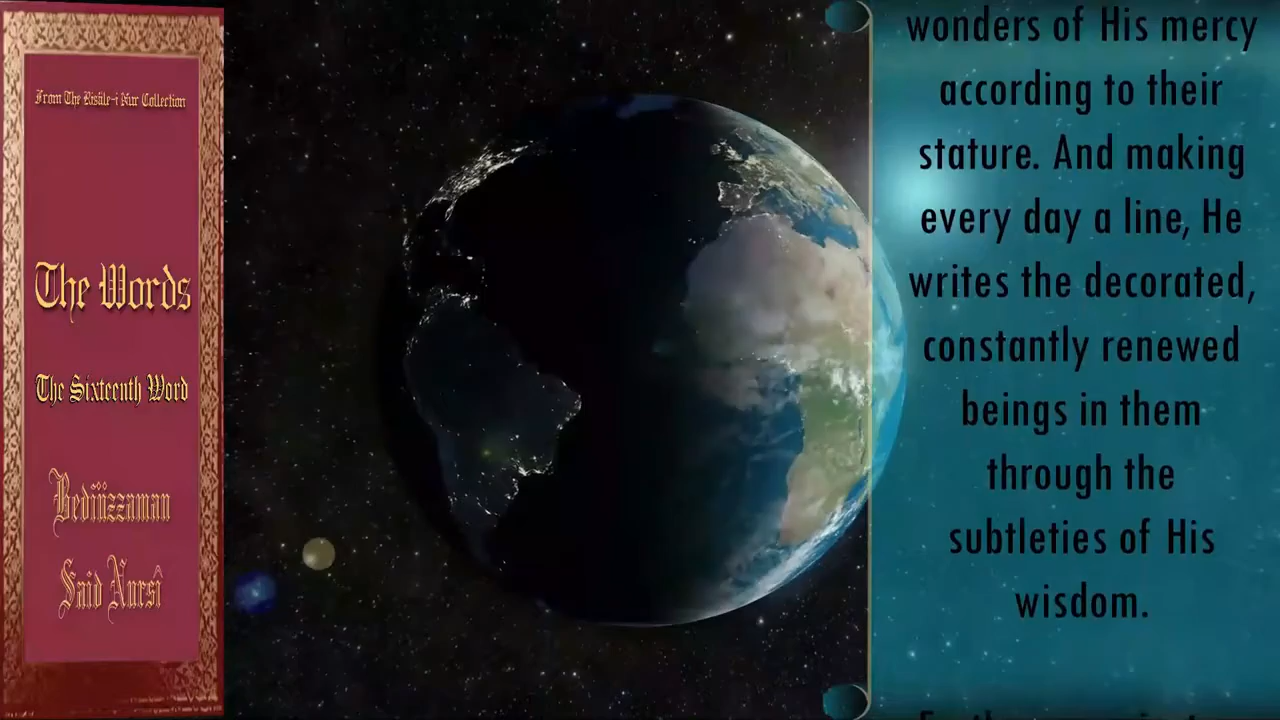 From The Risâle-i Nur Collection
The Words
The Sixteenth Word
Bediüzzaman
Said Nursî
wonders of His mercy
according to their
stature. And making
every day a line, He
writes the decorated,
constantly renewed
beings in them
through the
subtleties of His
wisdom.